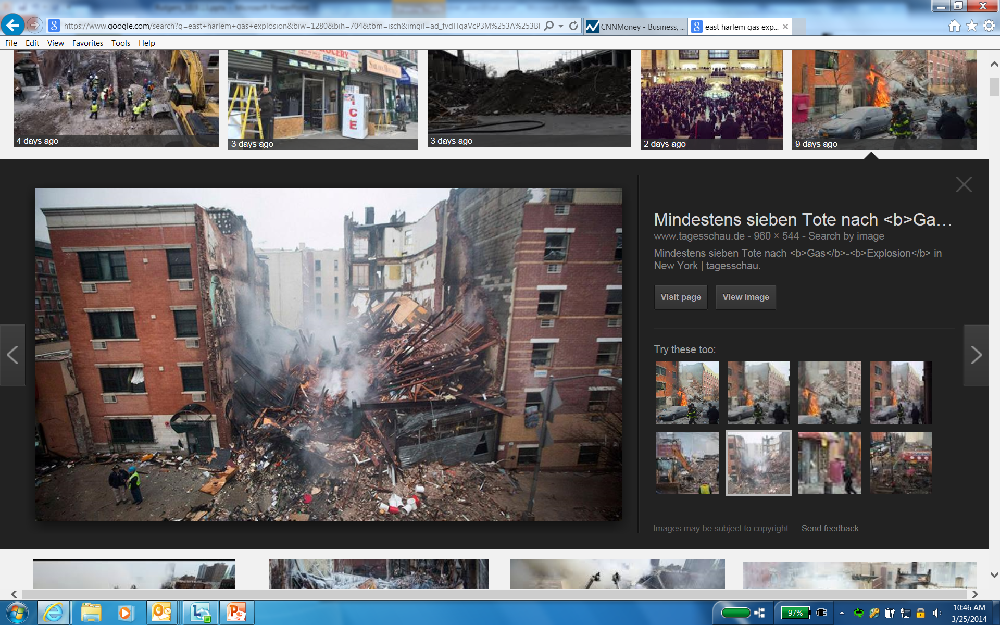 https://www.google.com/search?q=east+harlem+gas+explosion&biw=1280&bih=704&tbm=isch&imgil=ad_fvdHqaVcP3M%253A%253B
CNNMoney - Business, ...
east harlem gas exp...
File Edit View Favorites Tools Help
GROCERY
ICE
4 days ago
3 days ago
3 days ago
2 days ago
9 days ago
Mindestens sieben Tote nach <b>Ga...
www.tagesschau.de - 960 × 544 - Search by image
Mindestens sieben Tote nach <b>Gas</b>-<b>Explosion</b> in
New York | tagesschau.
Visit page View image
Try these too:
Images may be subject to copyright. - Send feedback
97%
10:46 AM
3/25/2014